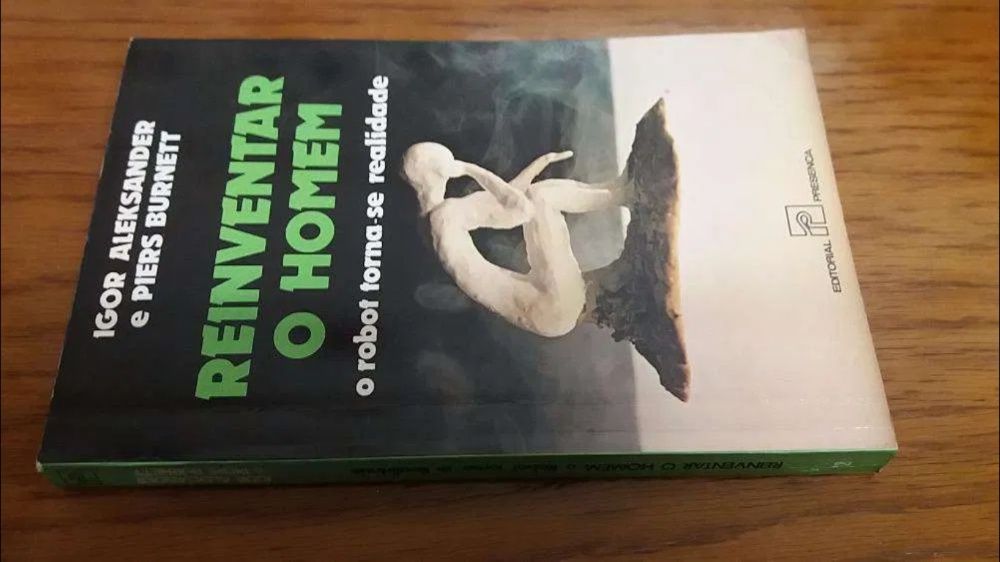 IGOR ALEKSANDER
e PIERS BURNETT
REINVENTAR
O HOMEM
o robot torna-se realidade
EDITORIAL PRESENÇA
REINVENTAR O HOMEM: o Robot torna-se Realidade